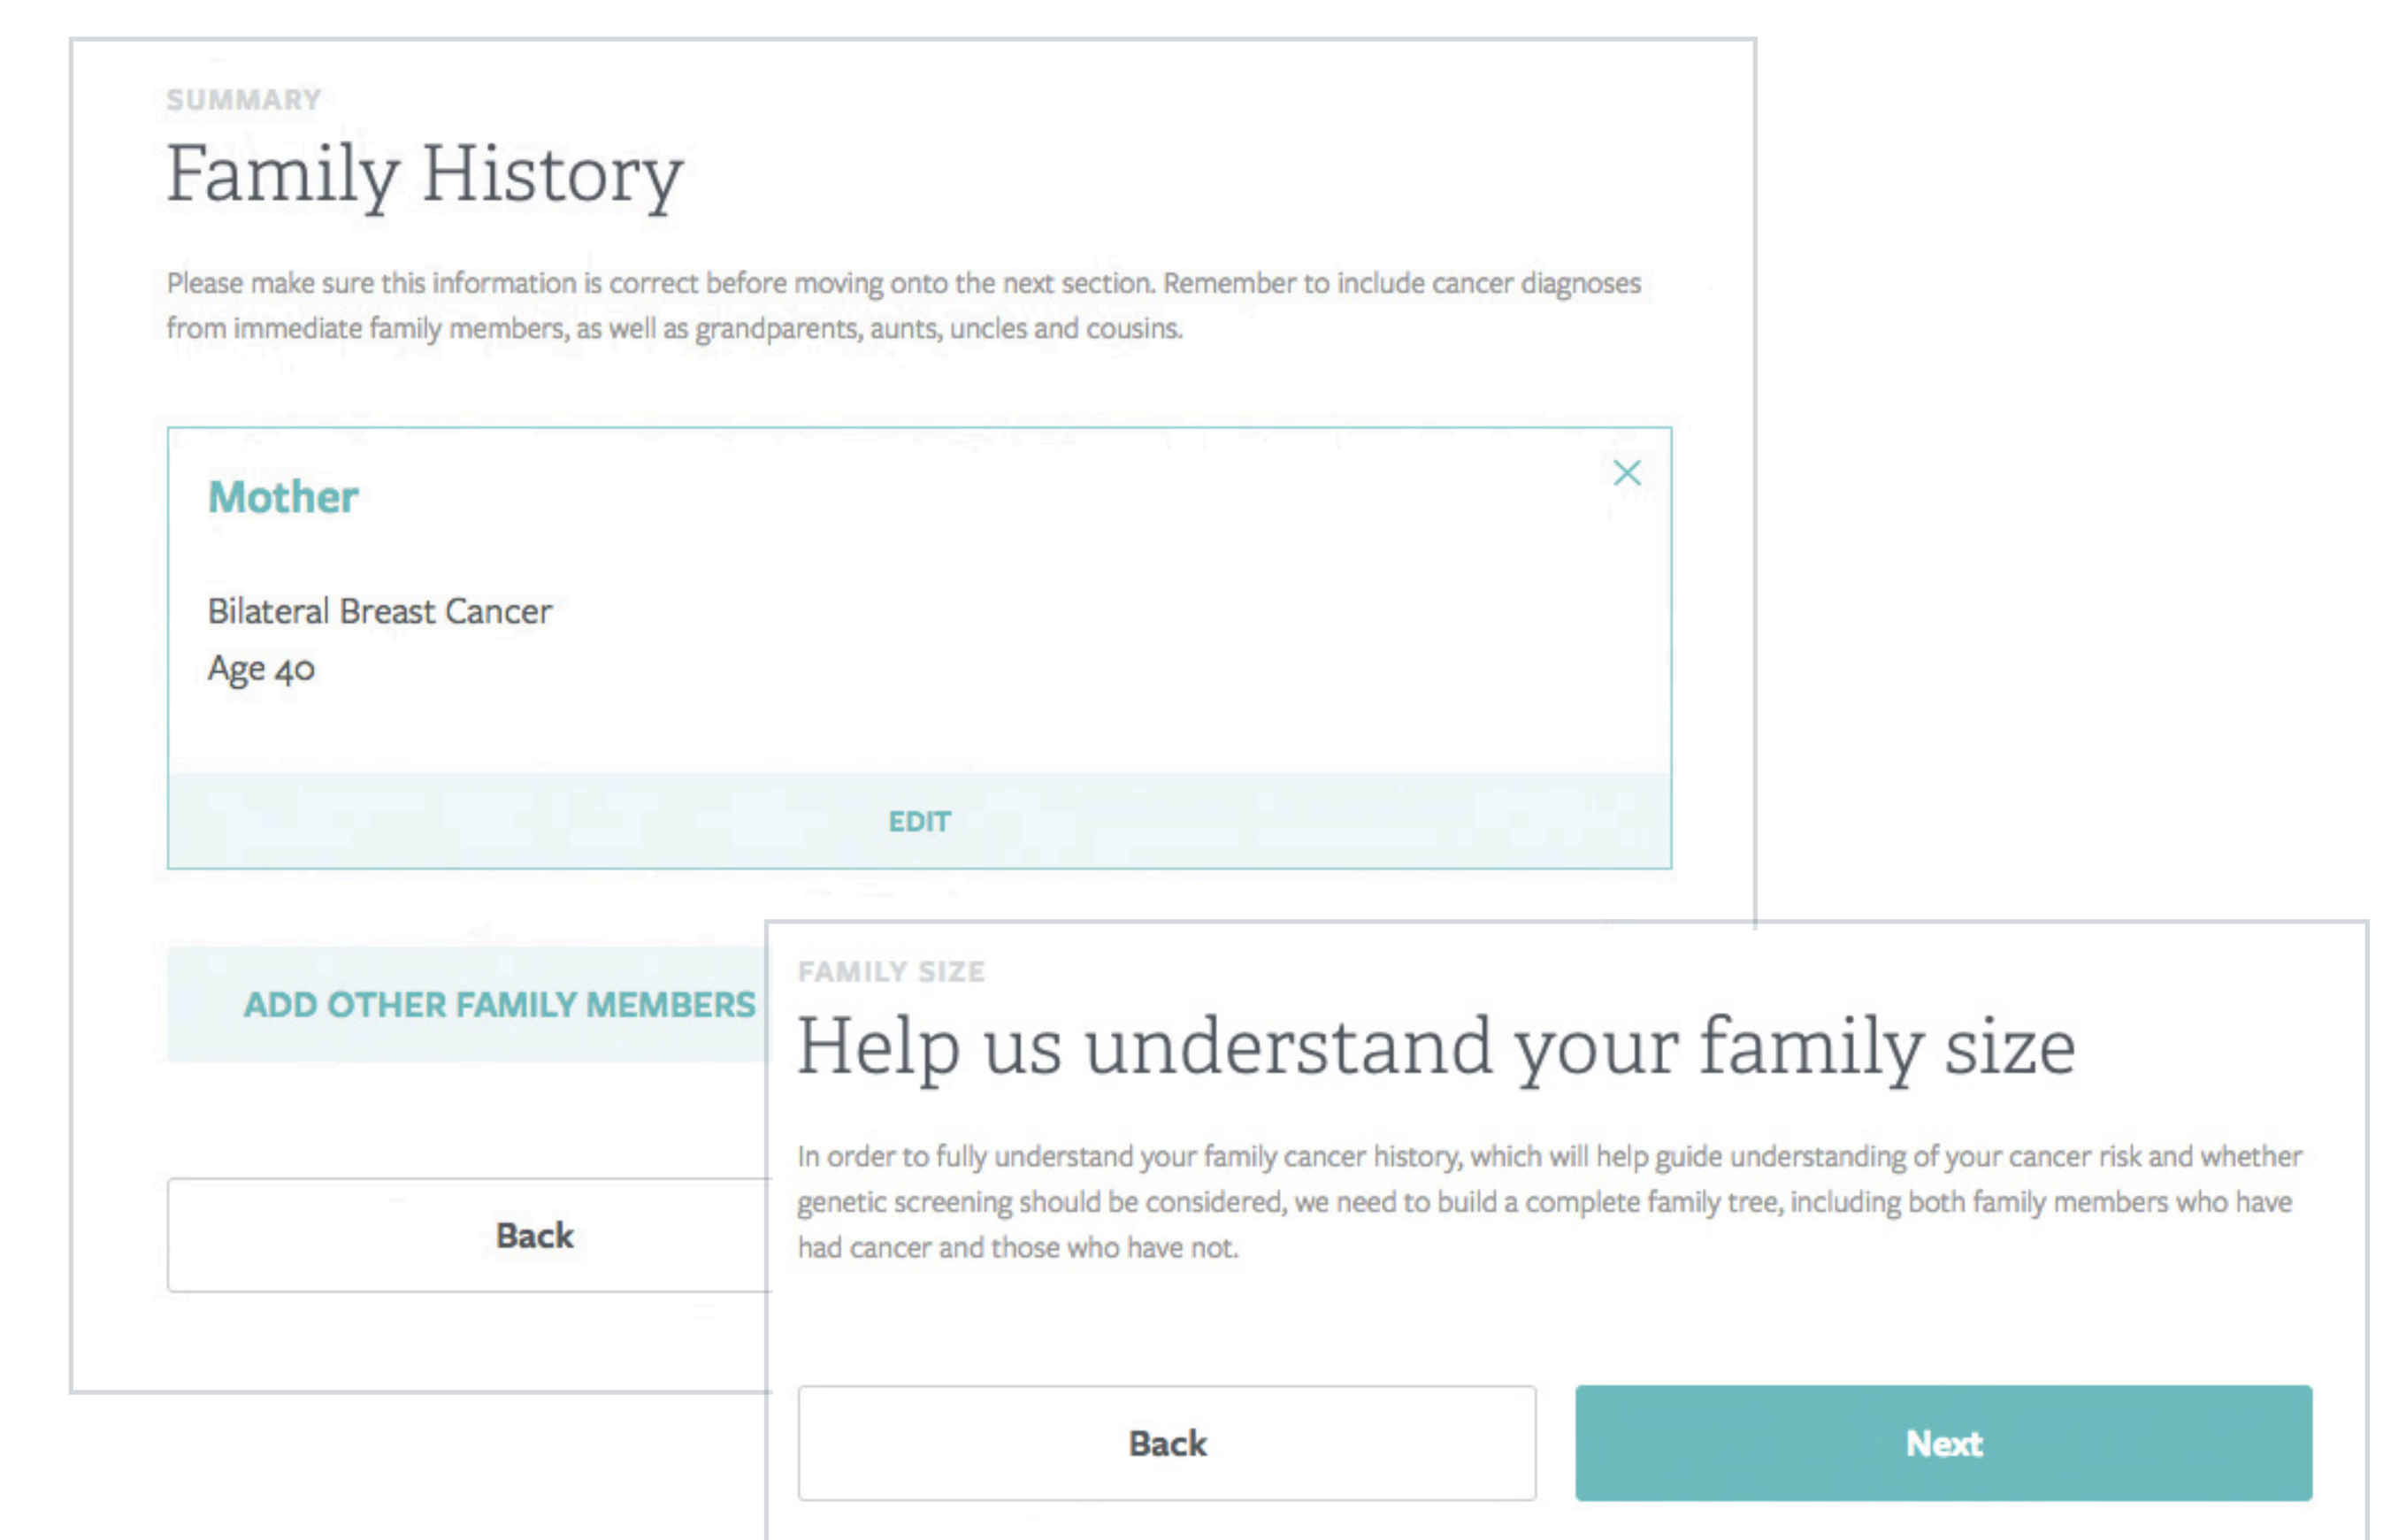 SUMMARY
Family History
Please make sure this information is correct before moving onto the next section. Remember to include cancer diagnoses
from immediate family members, as well as grandparents, aunts, uncles and cousins.
Mother
Bilateral Breast Cancer
Age 40
EDIT
ADD OTHER FAMILY MEMBERS
Back
FAMILY SIZE
Help us understand your family size
In order to fully understand your family cancer history, which will help guide understanding of your cancer risk and whether
genetic screening should be considered, we need to build a complete family tree, including both family members who have
had cancer and those who have not.
Back
Next